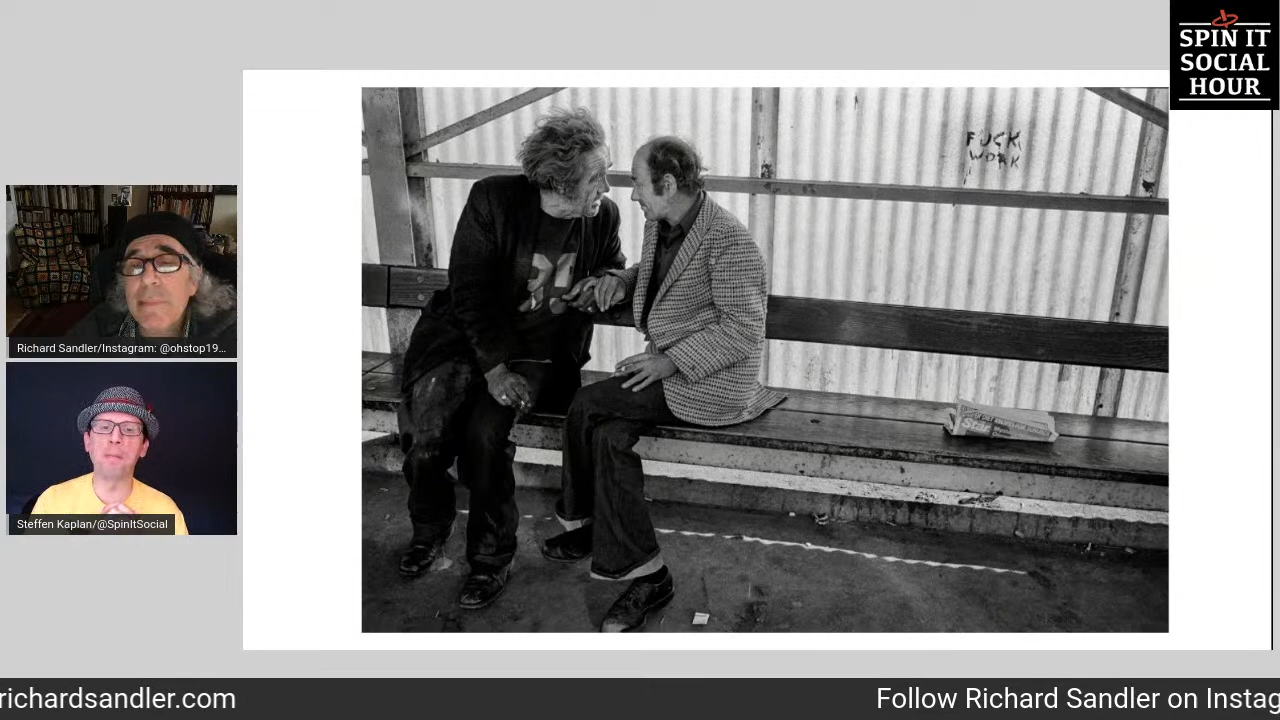 SPIN IT
SOCIAL
HOUR
FUCK
WORK
Richard Sandler/Instagram: @ohstop19…
Star
Steffen Kaplan/@SpinItSocial
richardsandler.com
Follow Richard Sandler on Instag